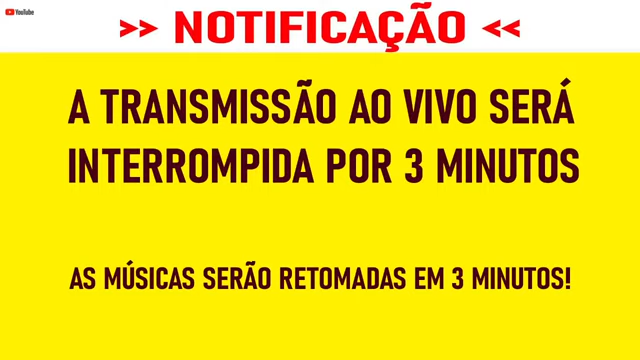 YouTube
>> NOTIFICAÇÃO <<
A TRANSMISSÃO AO VIVO SERÁ
INTERROMPIDA POR 3 MINUTOS
AS MÚSICAS SERÃO RETOMADAS EM 3 MINUTOS!